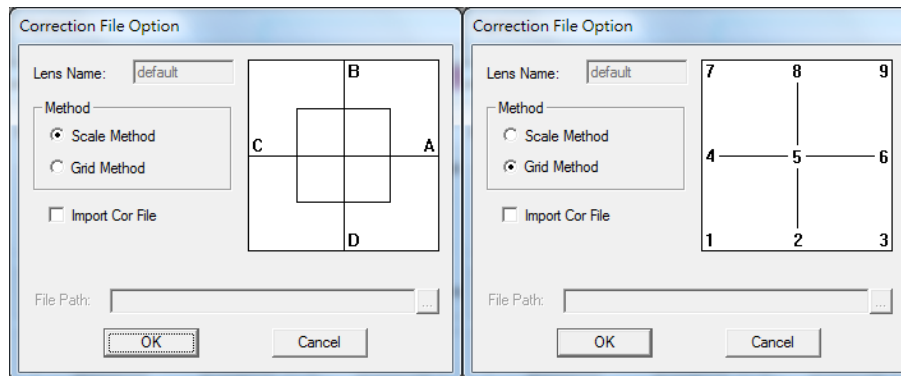 Correction File Option
Lens Name: default
Method
Scale Method
Grid Method
Import Cor File
B
C A
D
File Path: ...
OK Cancel
Correction File Option
Lens Name: default
Method
Scale Method
Grid Method
Import Cor File
7 8 9
4 5 6
1 2 3
File Path: ...
OK Cancel